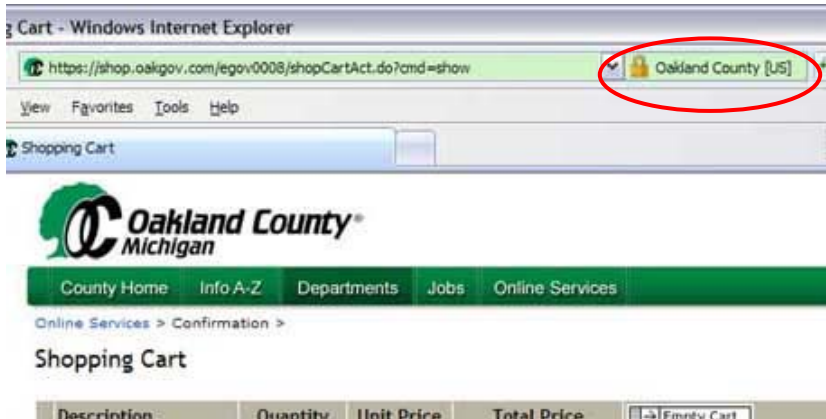 Cart - Windows Internet Explorer
https://shop.oakgov.com/egov0008/shopCartAct.do?cmd=show Oakland County [US]
View Favorites Tools Help
Shopping Cart
Oakland County®
Michigan
County Home Info A-Z Departments Jobs Online Services
Online Services > Confirmation >
Shopping Cart
Description Quantity Unit Price Total Price Empty Cart